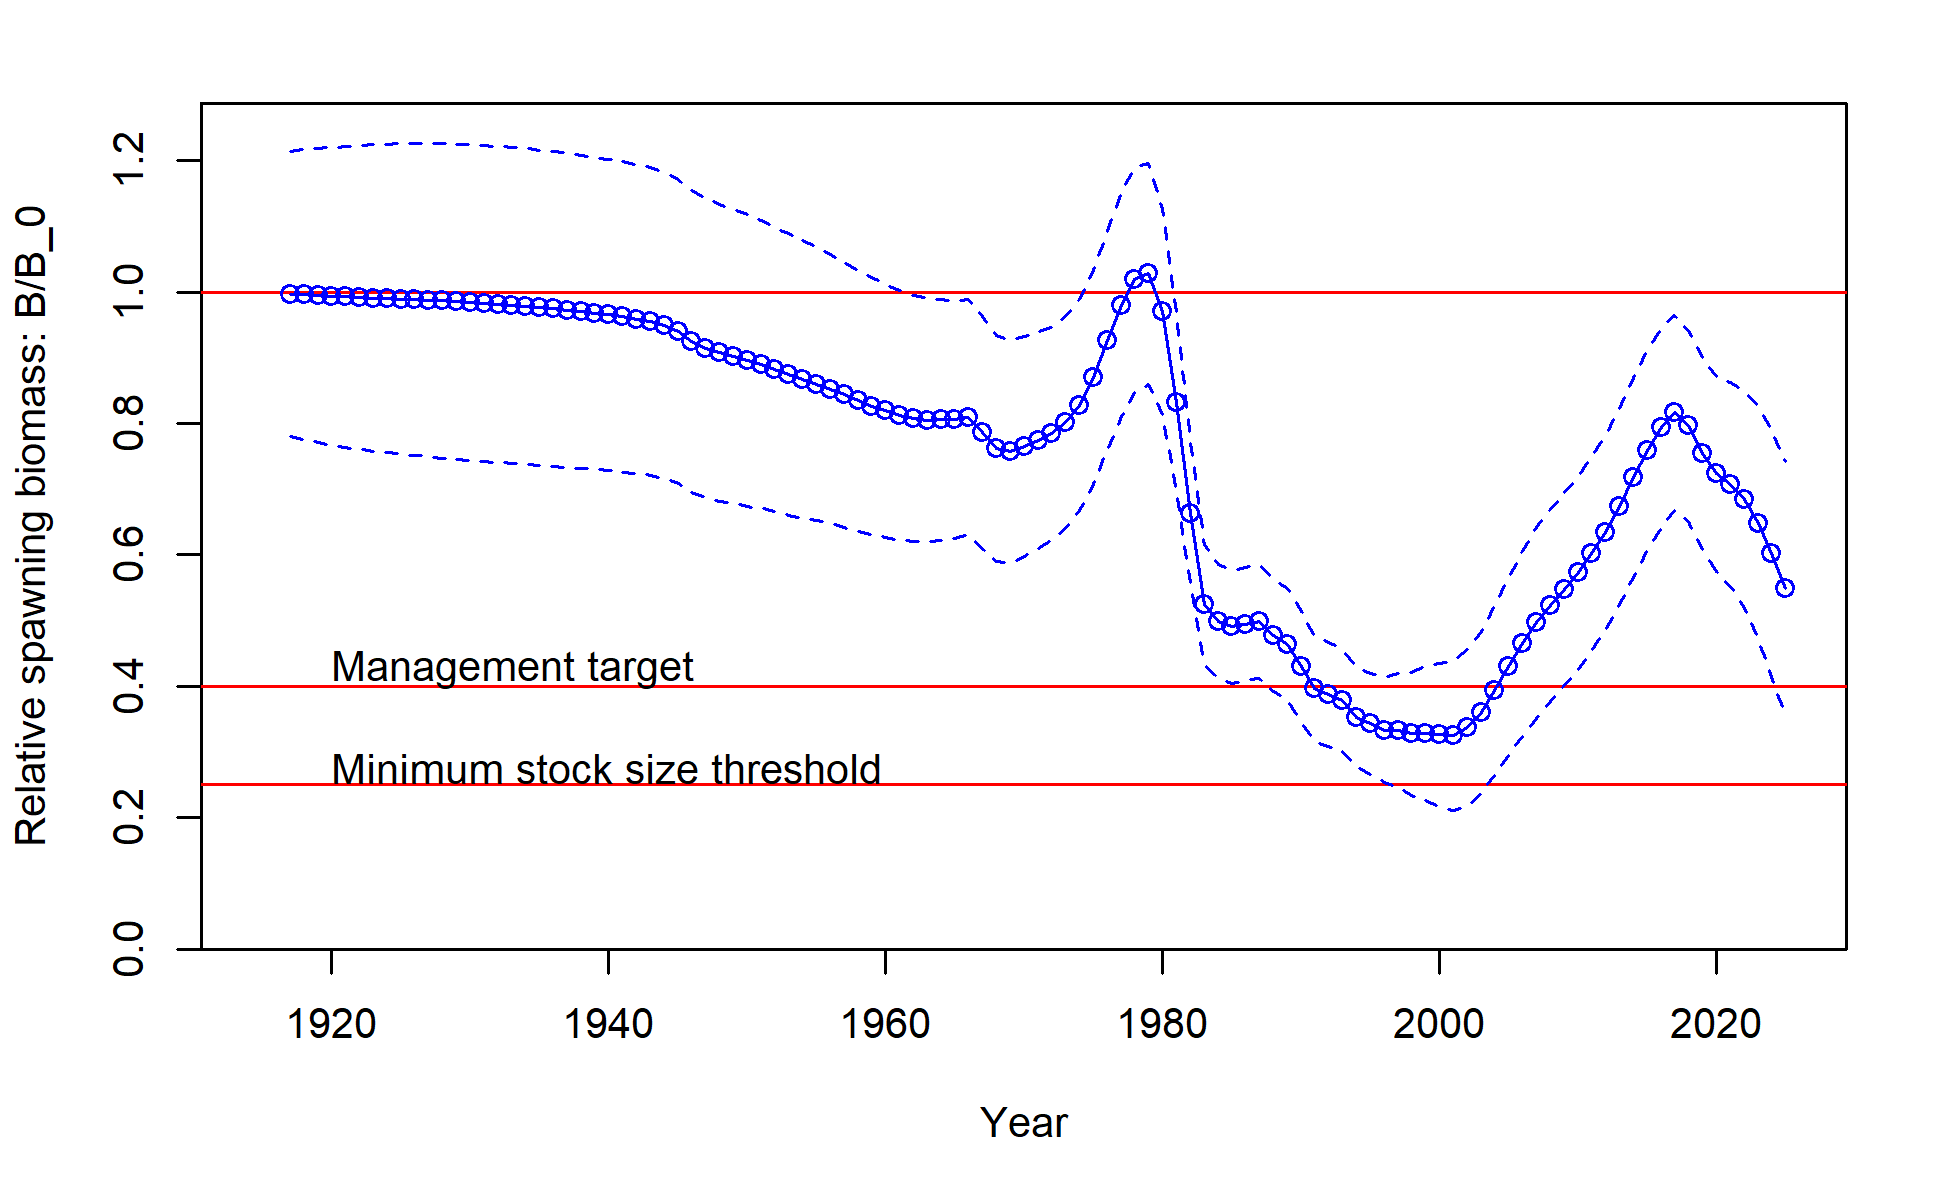 Relative spawning biomass: B/B_0
1.2
1.0
0.8
0.6
0.4
0.2
0.0
Management target
Minimum stock size threshold
1920 1940 1960 1980 2000 2020
Year